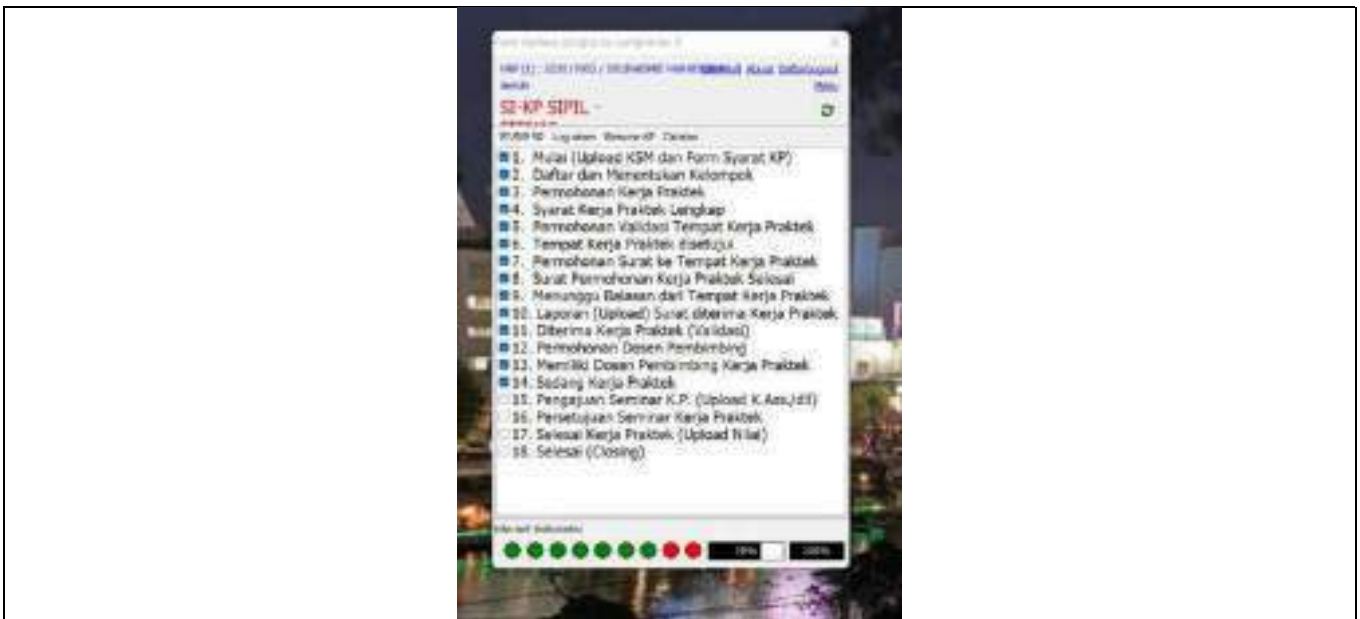 SI-KP SIPIL -
1. Mulai (Upload KSM dan Form Syarat KP)
2. Daftar dan Menentukan Kelompok
3. Permohonan Kerja Praktek
4. Syarat Kerja Praktek Lengkap
5. Permohonan Validasi Tempat Kerja Praktek
6. Tempat Kerja Praktek disetujui
7. Permohonan Surat ke Tempat Kerja Praktek
8. Surat Permohonan Kerja Praktek Selesai
9. Menunggu Balasan dari Tempat Kerja Praktek
10. Laporan (Upload) Surat diterima Kerja Praktek
11. Diterima Kerja Praktek (Validasi)
12. Permohonan Dosen Pembimbing
13. Memiliki Dosen Pembimbing Kerja Praktek
14. Sedang Kerja Praktek
15. Pengajuan Seminar K.P. (Upload K.Ass/dll)
16. Persetujuan Seminar Kerja Praktek
17. Selesai Kerja Praktek (Upload Nilai)
18. Selesai (Closing)
100%